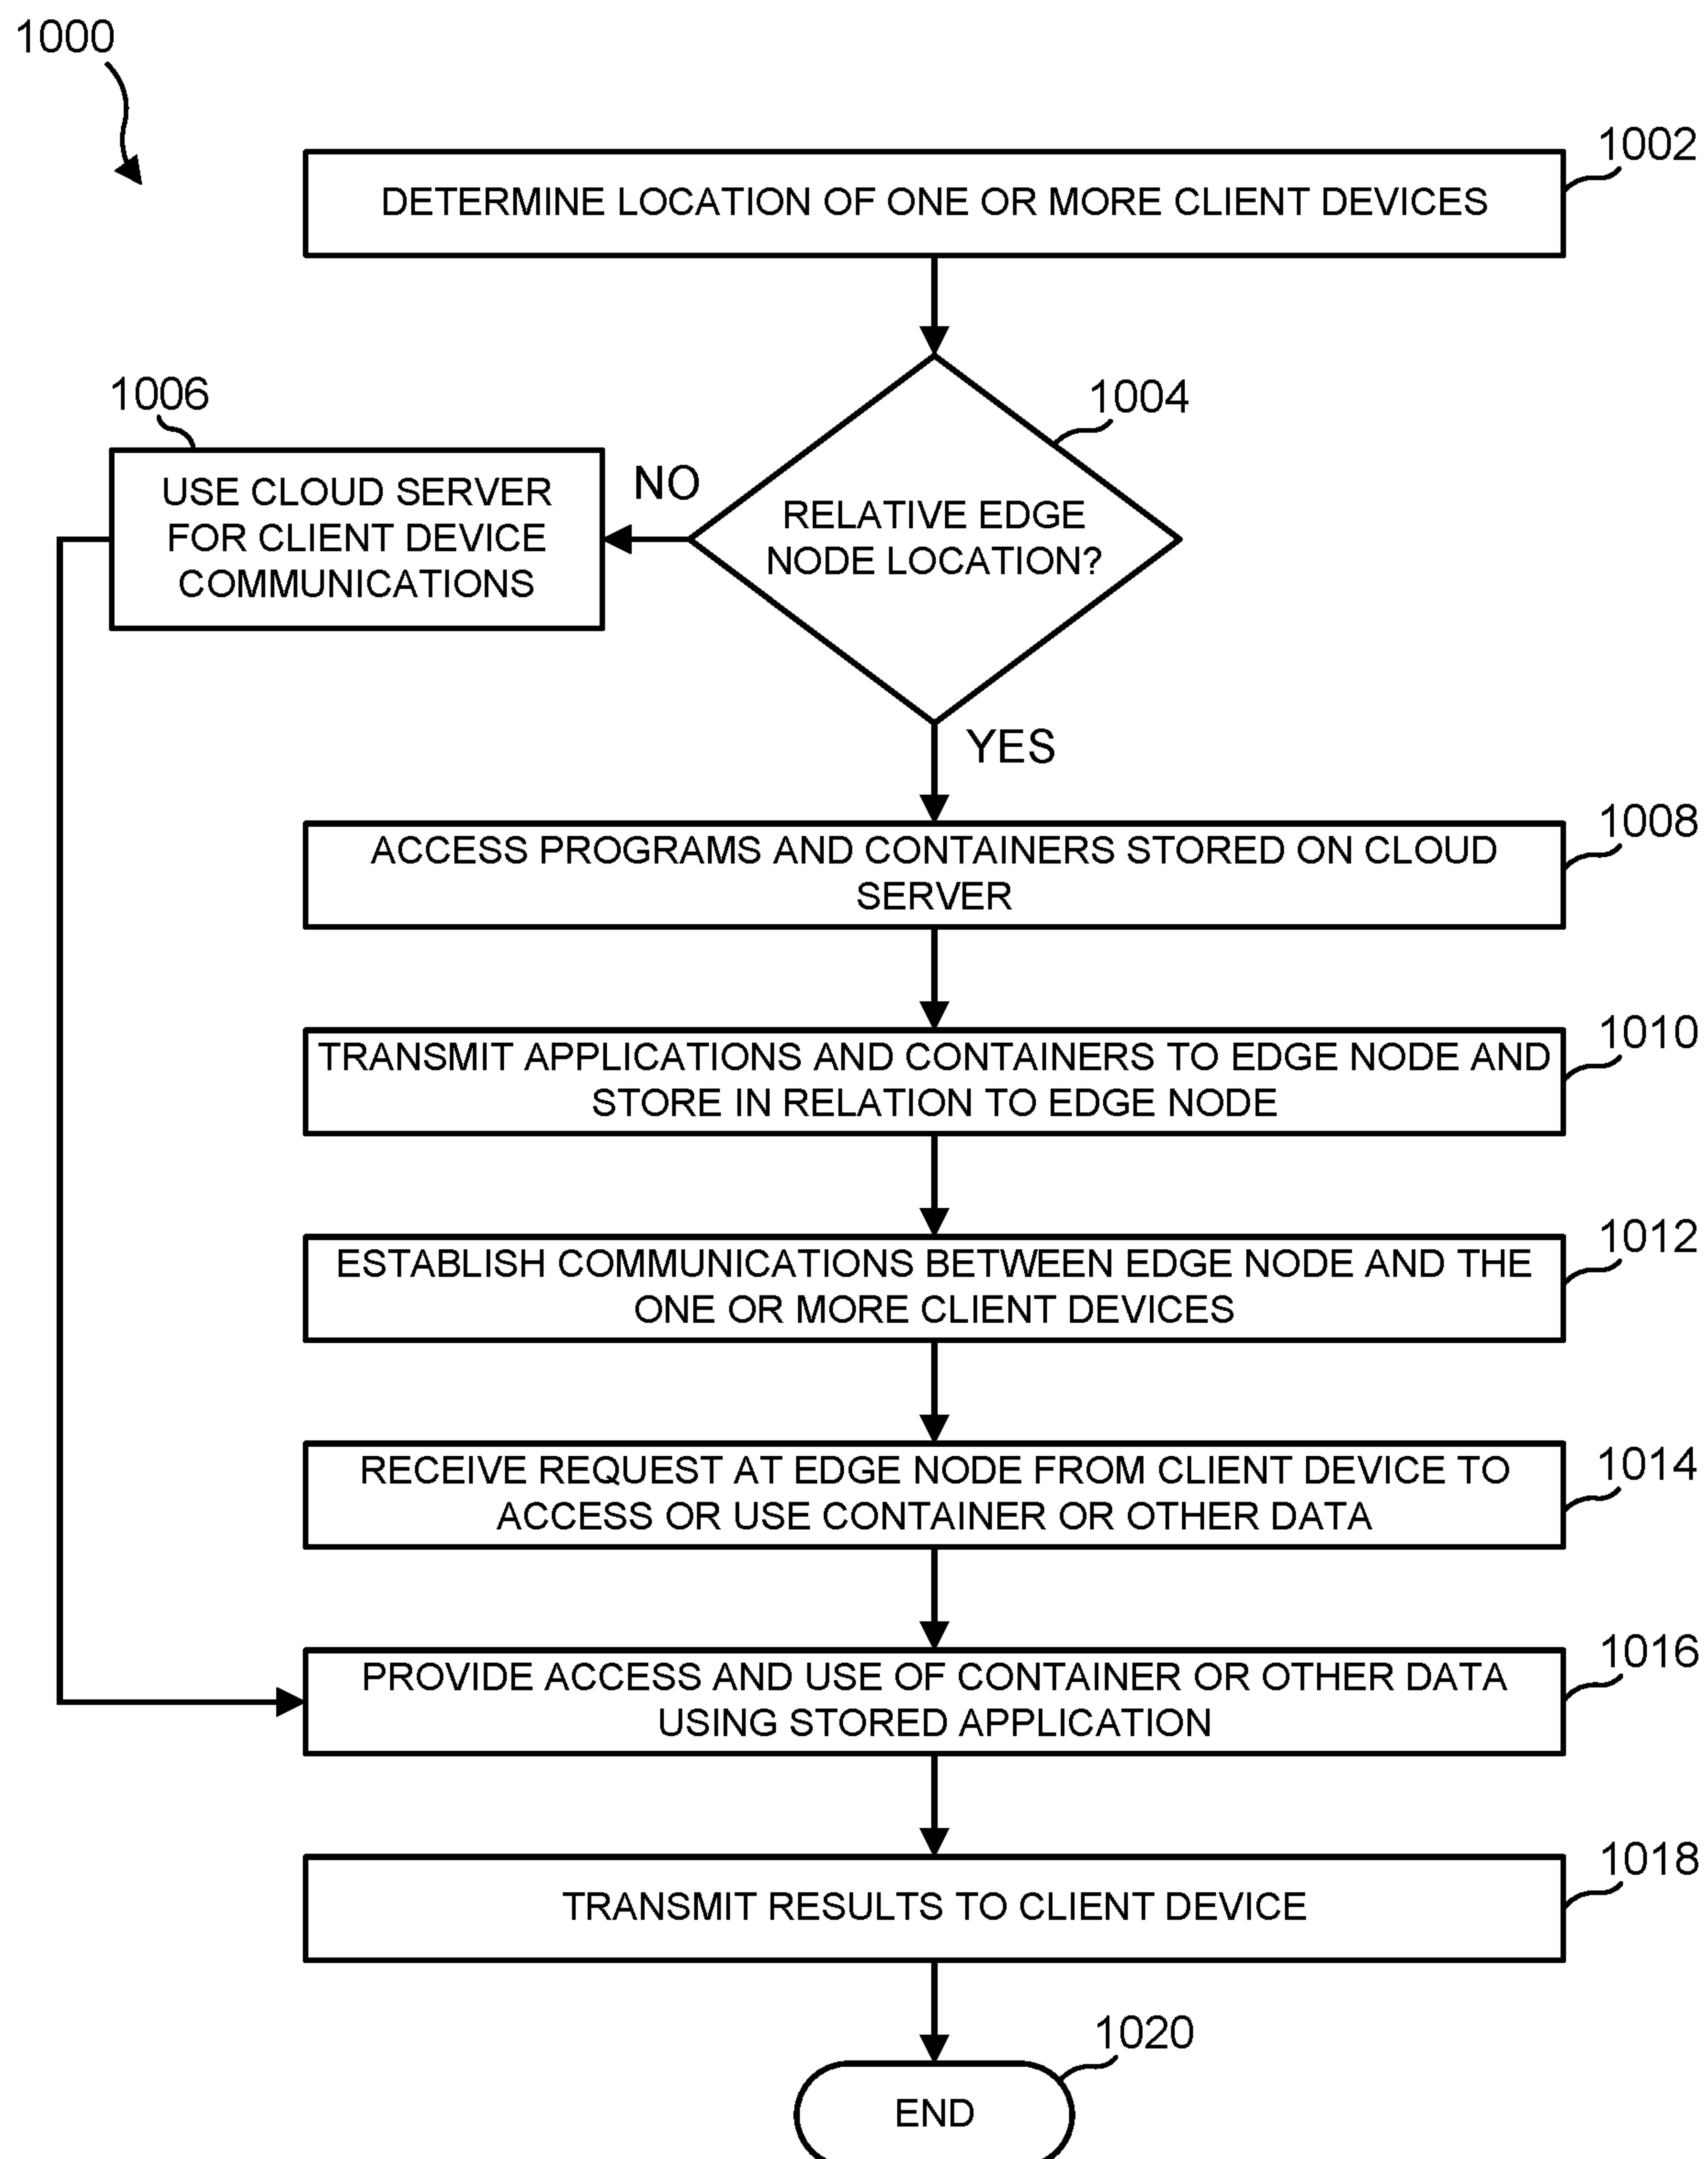 1000
1002
DETERMINE LOCATION OF ONE OR MORE CLIENT DEVICES
1004
RELATIVE EDGE
NODE LOCATION?
NO
1006
USE CLOUD SERVER
FOR CLIENT DEVICE
COMMUNICATIONS
YES
1008
ACCESS PROGRAMS AND CONTAINERS STORED ON CLOUD
SERVER
1010
TRANSMIT APPLICATIONS AND CONTAINERS TO EDGE NODE AND
STORE IN RELATION TO EDGE NODE
1012
ESTABLISH COMMUNICATIONS BETWEEN EDGE NODE AND THE
ONE OR MORE CLIENT DEVICES
1014
RECEIVE REQUEST AT EDGE NODE FROM CLIENT DEVICE TO
ACCESS OR USE CONTAINER OR OTHER DATA
1016
PROVIDE ACCESS AND USE OF CONTAINER OR OTHER DATA
USING STORED APPLICATION
1018
TRANSMIT RESULTS TO CLIENT DEVICE
1020
END